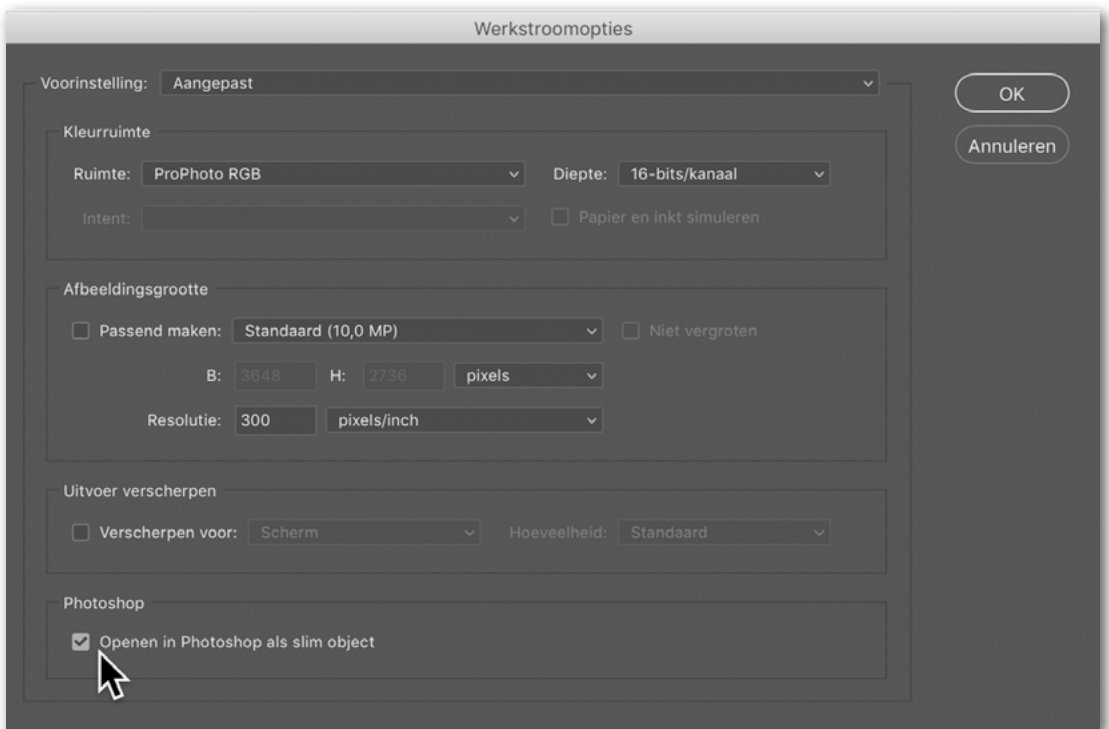 Werkstroomopties
Voorinstelling: Aangepast
OK
Annuleren
Kleurruimte
Ruimte: ProPhoto RGB Diepte: 16-bits/kanaal
Intent: Papier en inkt simuleren
Afbeeldingsgrootte
Passend maken: Standaard (10,0 MP) Niet vergroten
B: 3648 H: 2736 pixels
Resolutie: 300 pixels/inch
Uitvoer verscherpen
Verscherpen voor: Scherm Hoeveelheid: Standaard
Photoshop
Openen in Photoshop als slim object